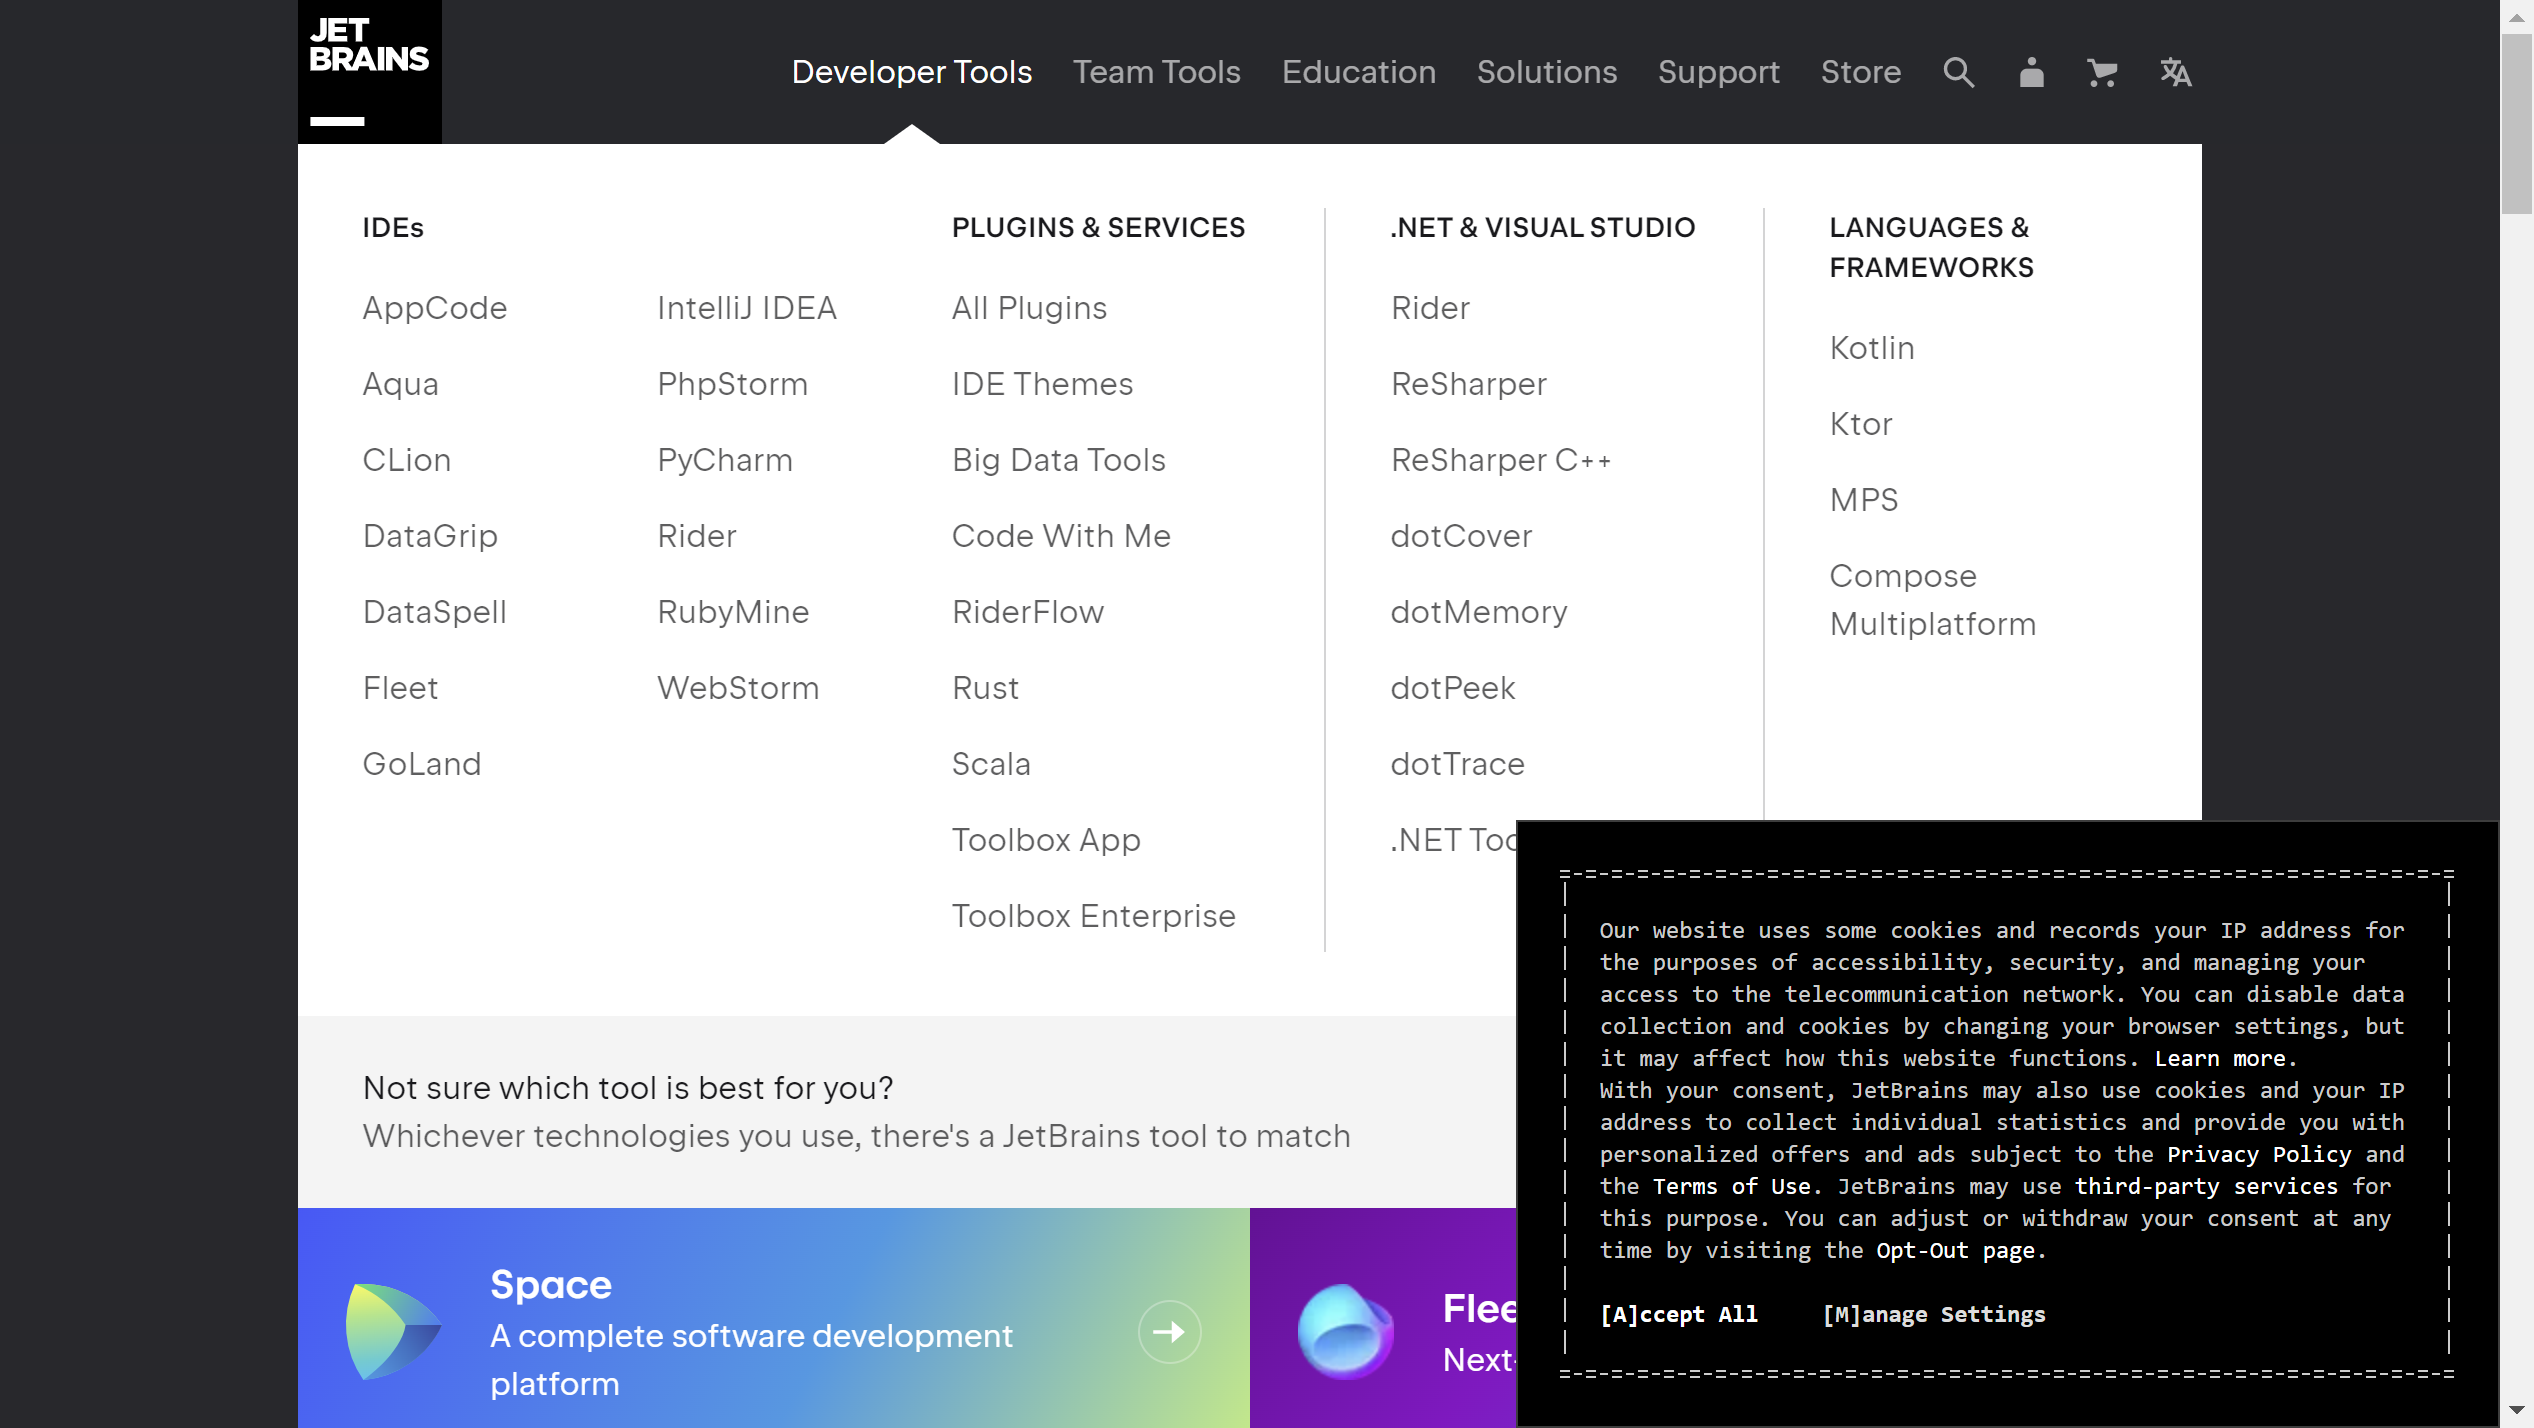 JET
BRAINS
Developer Tools
Team Tools
Education
Solutions
Support
Store
IDEs
AppCode
Aqua
CLion
DataGrip
DataSpell
Fleet
GoLand
IntelliJ IDEA
PhpStorm
PyCharm
Rider
RubyMine
WebStorm
PLUGINS & SERVICES
All Plugins
IDE Themes
Big Data Tools
Code With Me
RiderFlow
Rust
Scala
Toolbox App
Toolbox Enterprise
.NET & VISUAL STUDIO
Rider
ReSharper
ReSharper C++
dotCover
dotMemory
dotPeek
dotTrace
.NET
LANGUAGES &
FRAMEWORKS
Kotlin
Ktor
MPS
Compose
Multiplatform
Not sure which tool is best for you?
Whichever technologies you use, there's a JetBrains tool to match
Space
A complete software development
platform
Next-
Our website uses some cookies and records your IP address for
the purposes of accessibility, security, and managing your
access to the telecommunication network. You can disable data
collection and cookies by changing your browser settings, but
it may affect how this website functions. Learn more.
With your consent, JetBrains may also use cookies and your IP
address to collect individual statistics and provide you with
personalized offers and ads subject to the Privacy Policy and
the Terms of Use. JetBrains may use third-party services for
this purpose. You can adjust or withdraw your consent at any
time by visiting the Opt-Out page.
[A]ccept All
[M]anage Settings